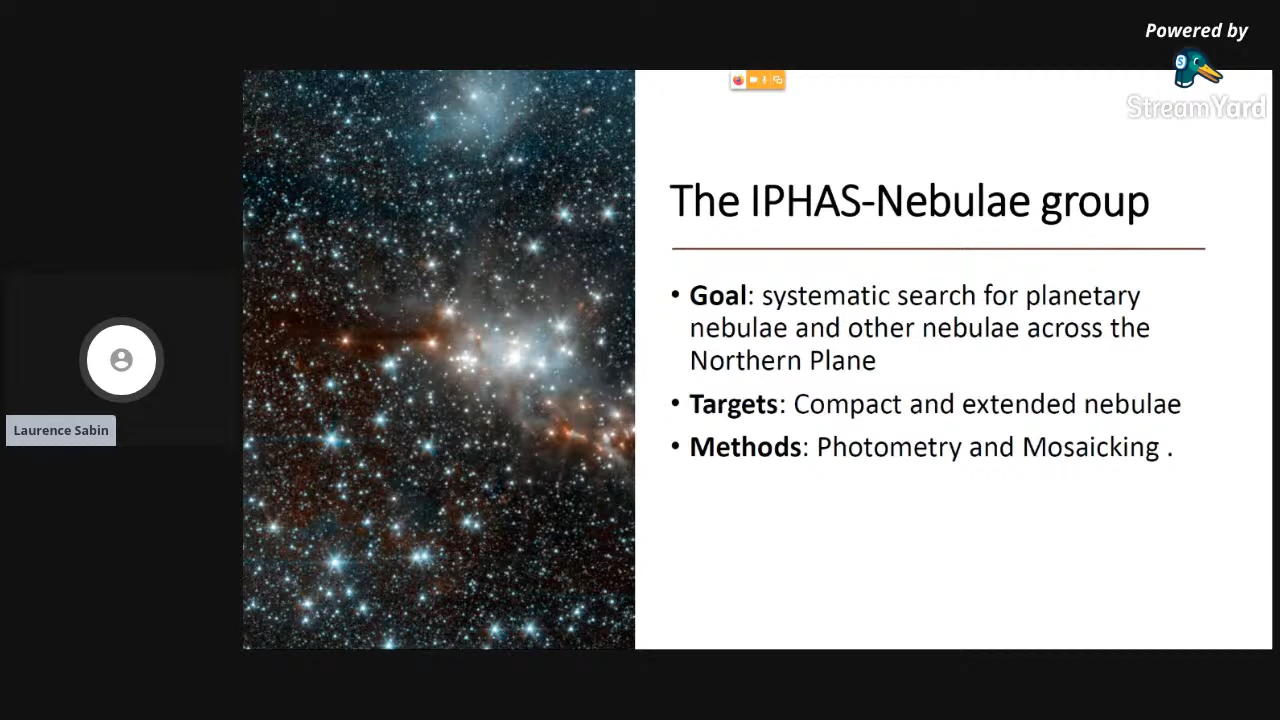 Powered by
StreamYard
The IPHAS-Nebulae group
• Goal: systematic search for planetary
nebulae and other nebulae across the
Northern Plane
• Targets: Compact and extended nebulae
• Methods: Photometry and Mosaicking .
Laurence Sabin